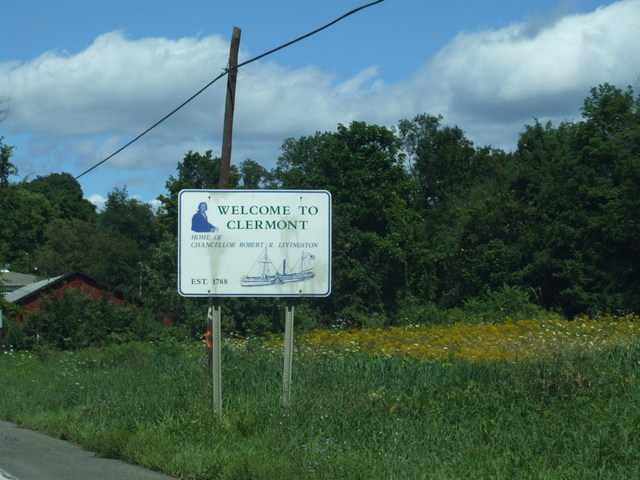 WELCOME TO
CLERMONT
HOME OF
CHANCELLOR ROBERT R. LIVINGSTON
EST. 1788